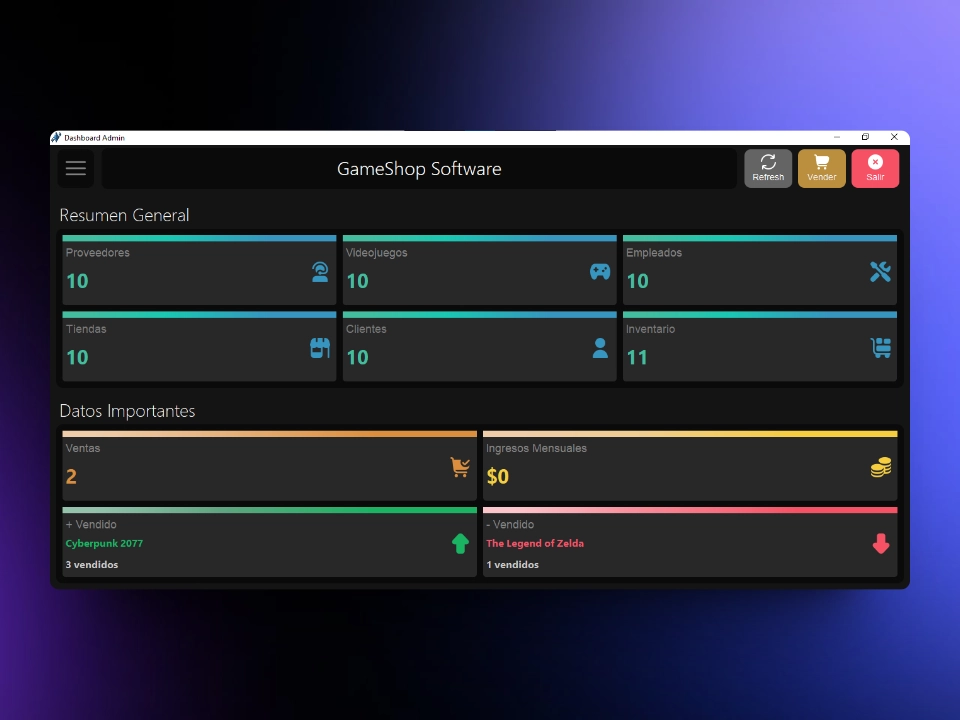 Dashboard Admin
GameShop Software
Refresh
Vender
Salir
Resumen General
Proveedores
10
Videojuegos
10
Empleados
10
Tiendas
10
Clientes
10
Inventario
11
Datos Importantes
Ventas
2
Ingresos Mensuales
$0
+ Vendido
Cyberpunk 2077
3 vendidos
- Vendido
The Legend of Zelda
1 vendidos